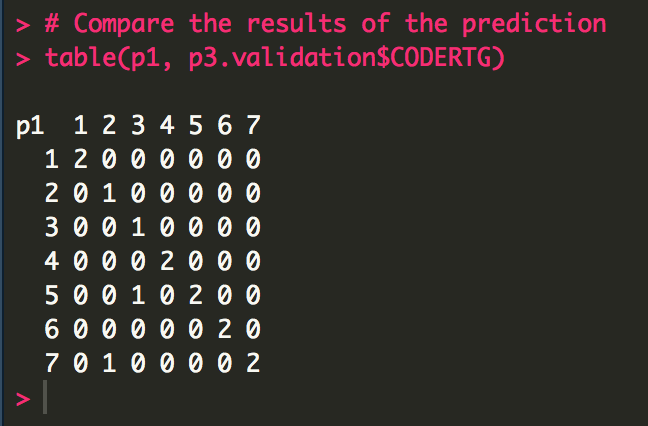 > # Compare the results of the prediction
> table(p1, p3.validation$CODERTG)
p1  1 2 3 4 5 6 7
  1 2 0 0 0 0 0 0
  2 0 1 0 0 0 0 0
  3 0 0 1 0 0 0 0
  4 0 0 0 2 0 0 0
  5 0 0 1 0 2 0 0
  6 0 0 0 0 0 2 0
  7 0 1 0 0 0 0 2
>